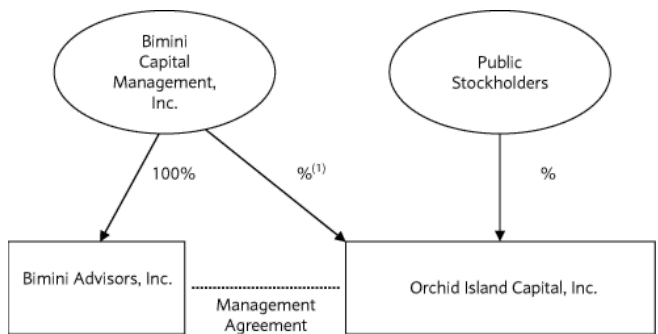 Bimini
Capital
Management,
Inc.
Public
Stockholders
100%
%(1)
%
Bimini Advisors, Inc.
Management
Agreement
Orchid Island Capital, Inc.